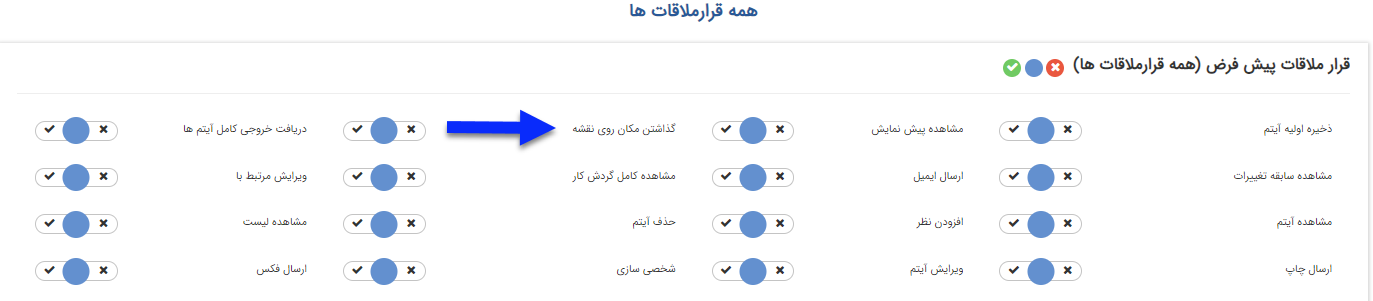 همه قرارملاقات ها
قرار ملاقات پیش فرض (همه قرارملاقات ها)
ذخیره اولیه آیتم مشاهده پیش نمایش گذاشتن مکان روی نقشه دریافت خروجی کامل آیتم ها
مشاهده سابقه تغییرات ارسال ایمیل مشاهده کامل گردش کار ویرایش مرتبط با
مشاهده آیتم افزودن نظر حذف آیتم مشاهده لیست
ارسال چاپ ویرایش آیتم شخصی سازی ارسال فکس